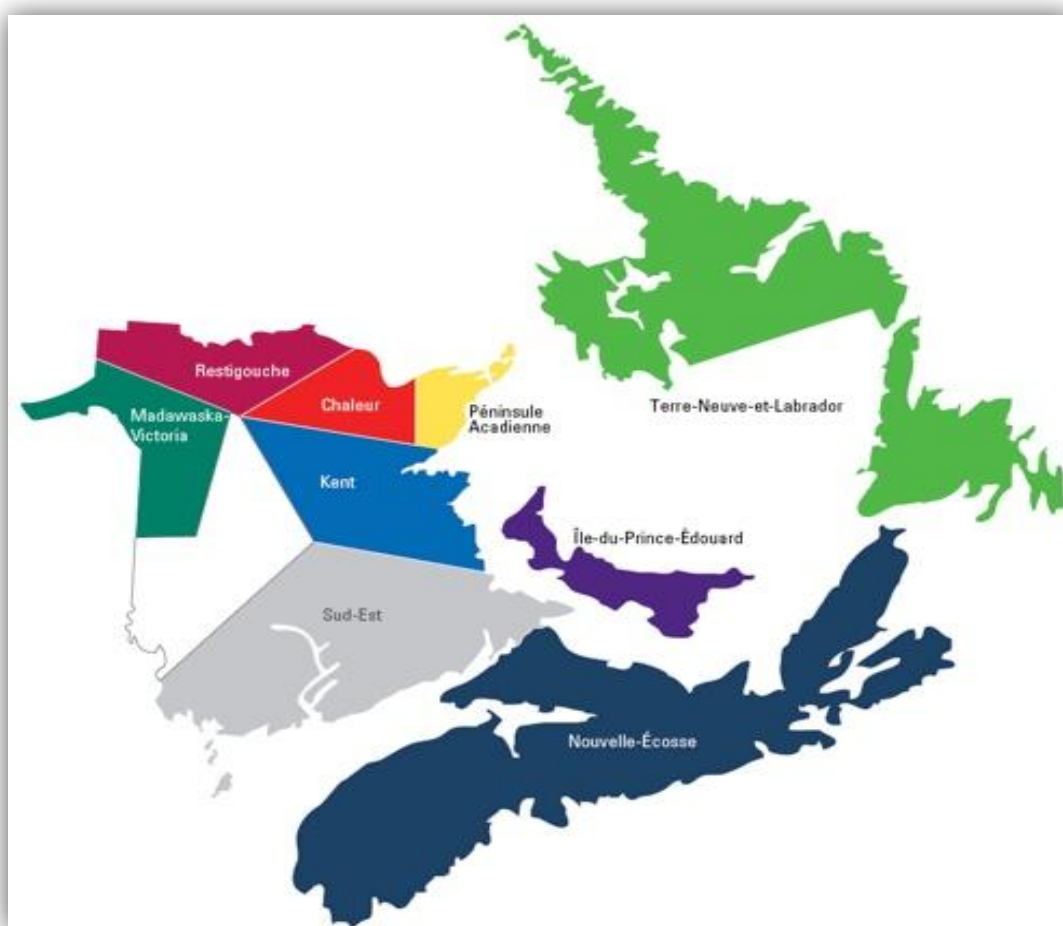 Restigouche
Chaleur
Péninsule
Acadienne
Terre-Neuve-et-Labrador
Madawaska-
Victoria
Kent
Île-du-Prince-Édouard
Sud-Est
Nouvelle-Écosse